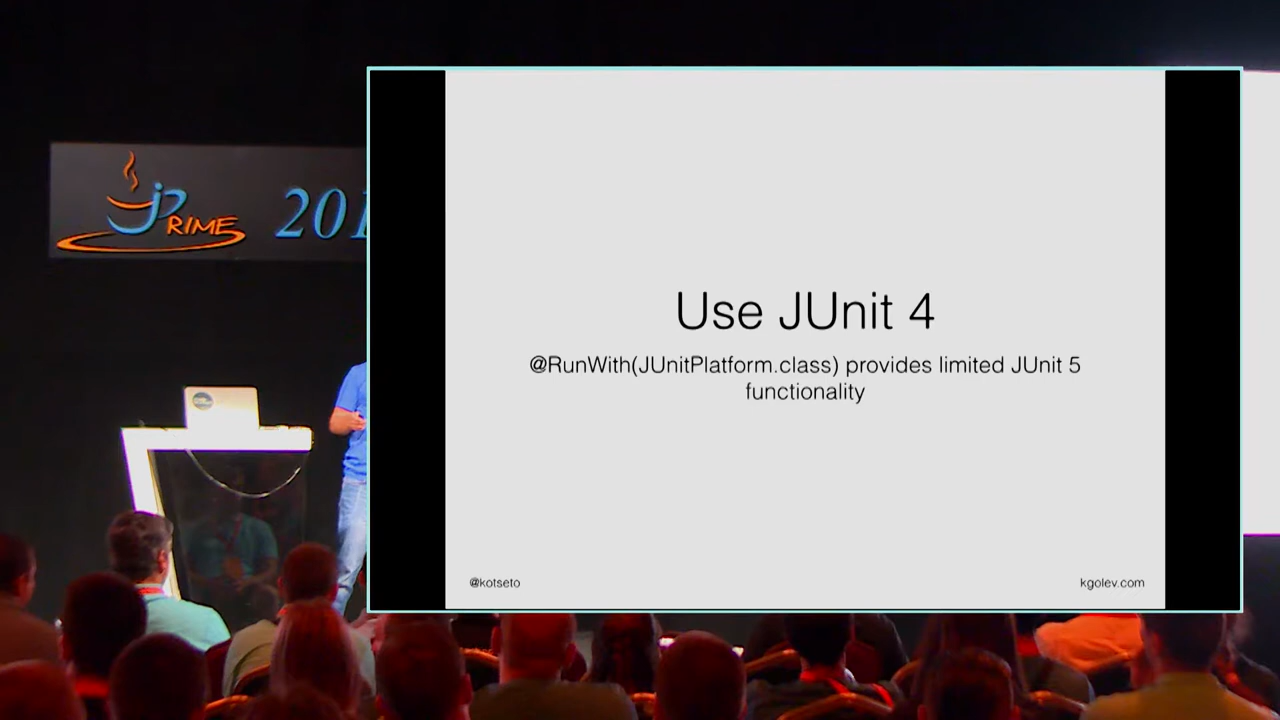 JPRIME 201
Use JUnit 4
@RunWith(JUnitPlatform.class) provides limited JUnit 5
functionality
@kotseto
kgolev.com